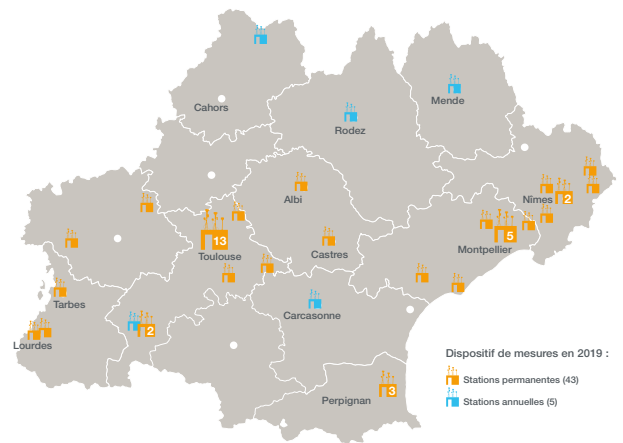 Cahors
Mende
Rodez
Nîmes
2
Albi
13
Toulouse
5
Montpellier
Castres
Tarbes
Carcasonne
2
Lourdes
Dispositif de mesures en 2019 :
Stations permanentes (43)
3
Perpignan
Stations annuelles (5)